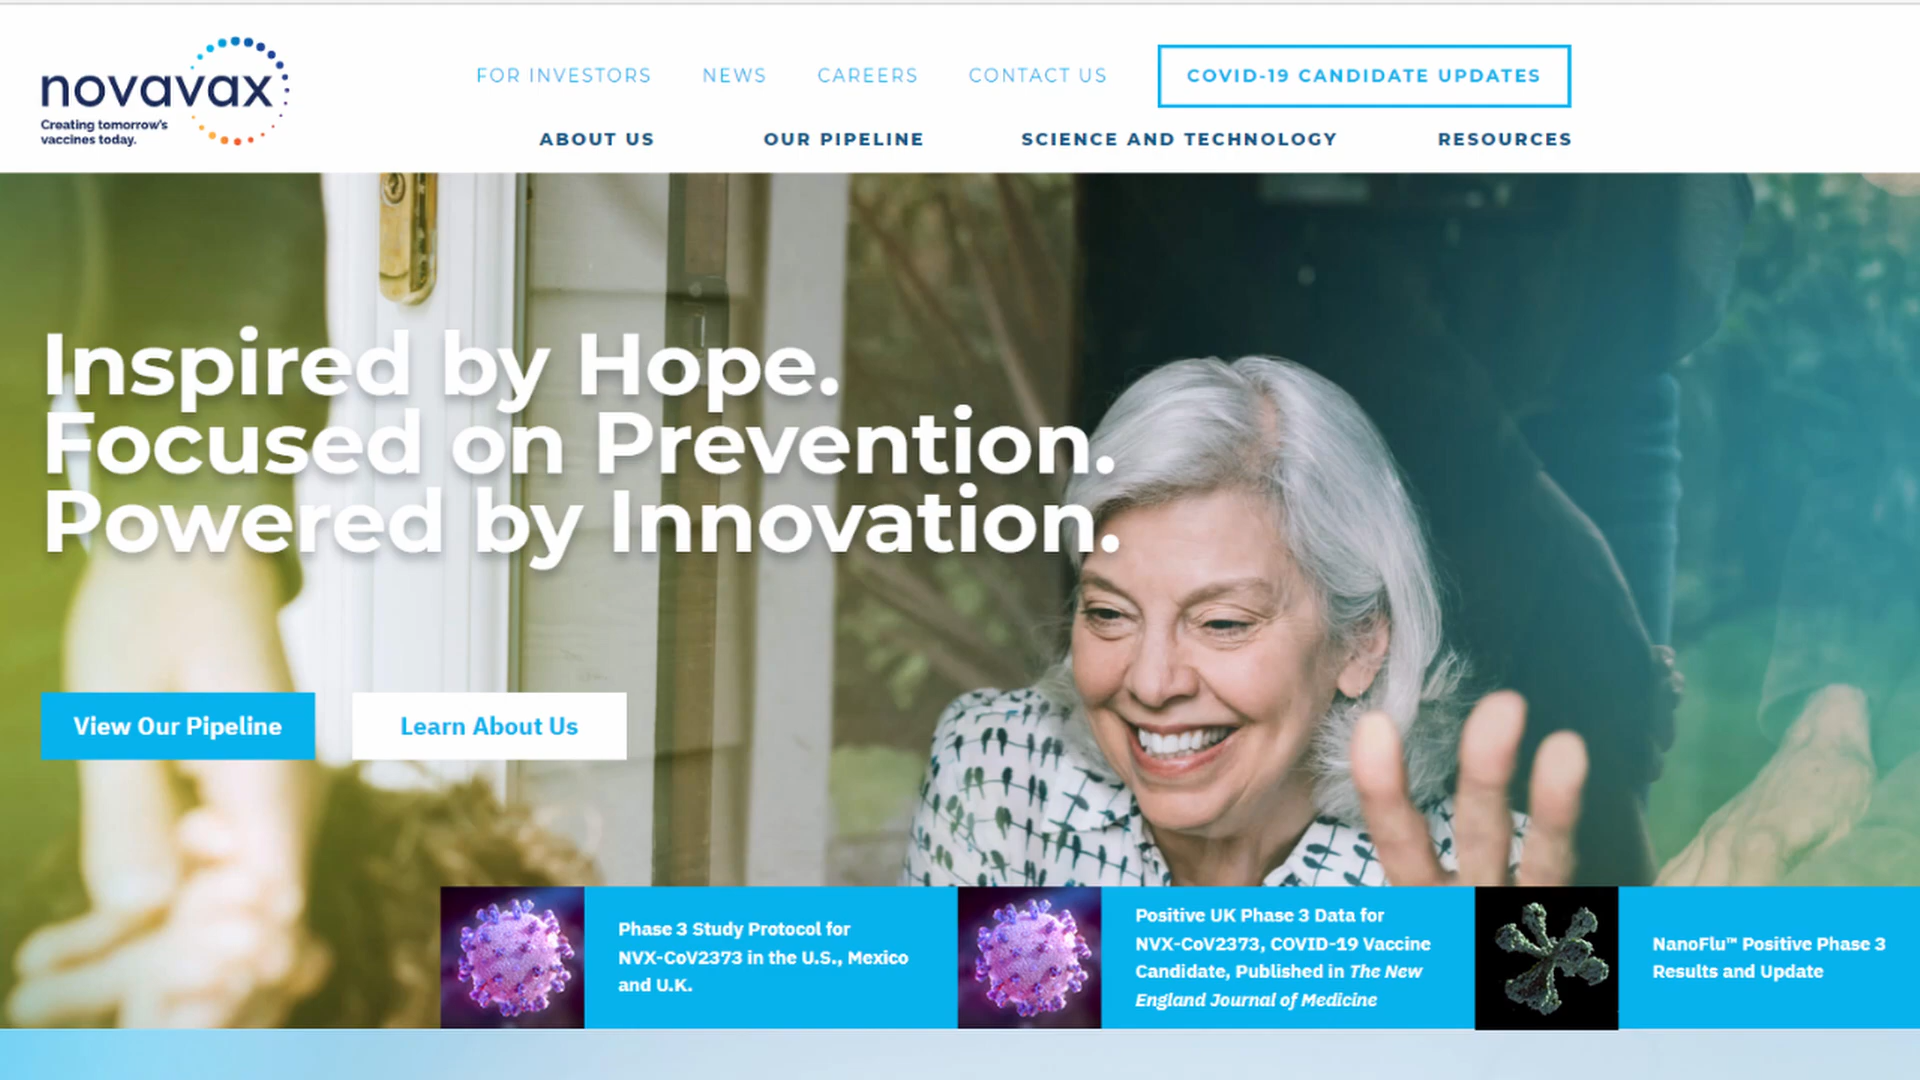 novavax
Creating tomorrow's
vaccines today.
FOR INVESTORS
NEWS
CAREERS
CONTACT US
COVID-19 CANDIDATE UPDATES
ABOUT US
OUR PIPELINE
SCIENCE AND TECHNOLOGY
RESOURCES
Inspired by Hope.
Focused on Prevention.
Powered by Innovation.
View Our Pipeline
Learn About Us
Phase 3 Study Protocol for
NVX-CoV2373 in the U.S., Mexico
and U.K.
Positive UK Phase 3 Data for
NVX-CoV2373, COVID-19 Vaccine
Candidate, Published in The New
England Journal of Medicine
NanoFlu™ Positive Phase 3
Results and Update